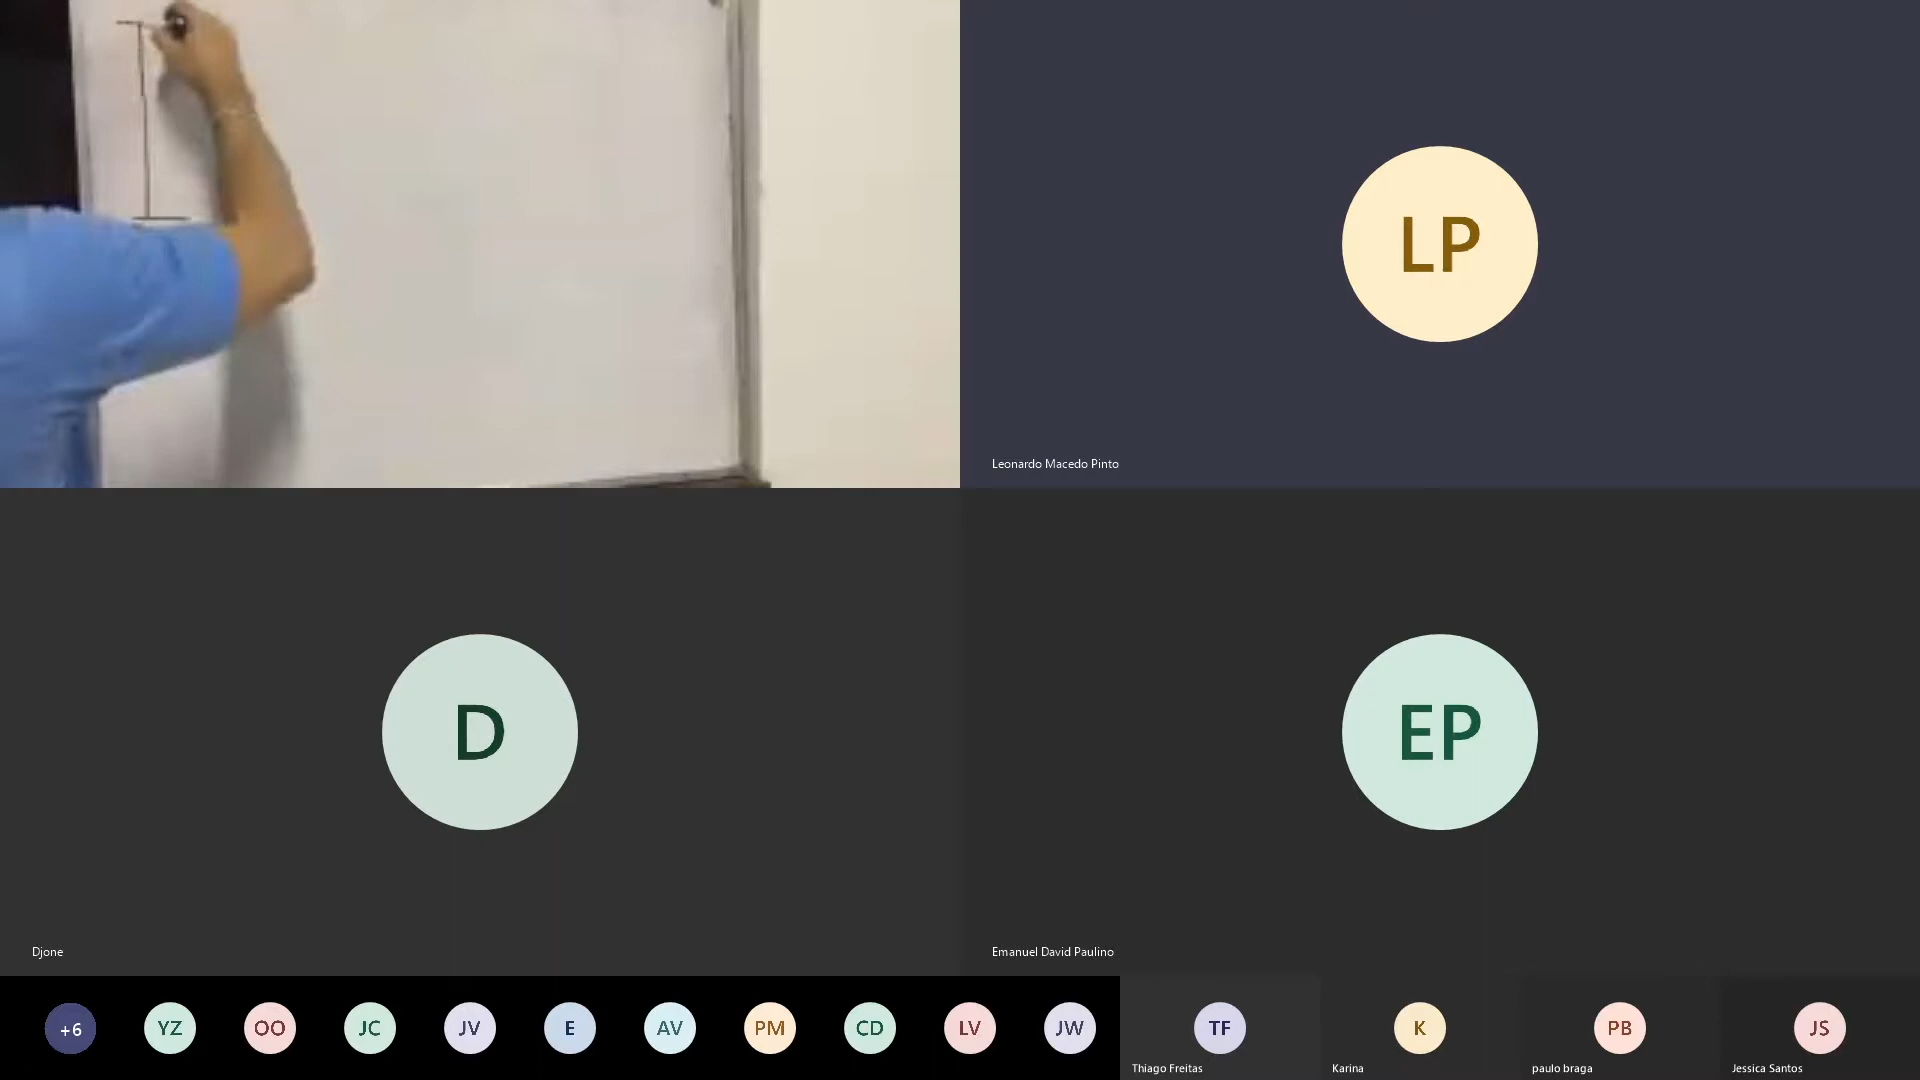 LP
Leonardo Macedo Pinto
D
EP
Djone
Emanuel David Paulino
+6
YZ
OO
JC
JV
E
AV
PM
CD
LV
JW
TF
K
PB
JS
Thiago Freitas
Karina
paulo braga
Jessica Santos